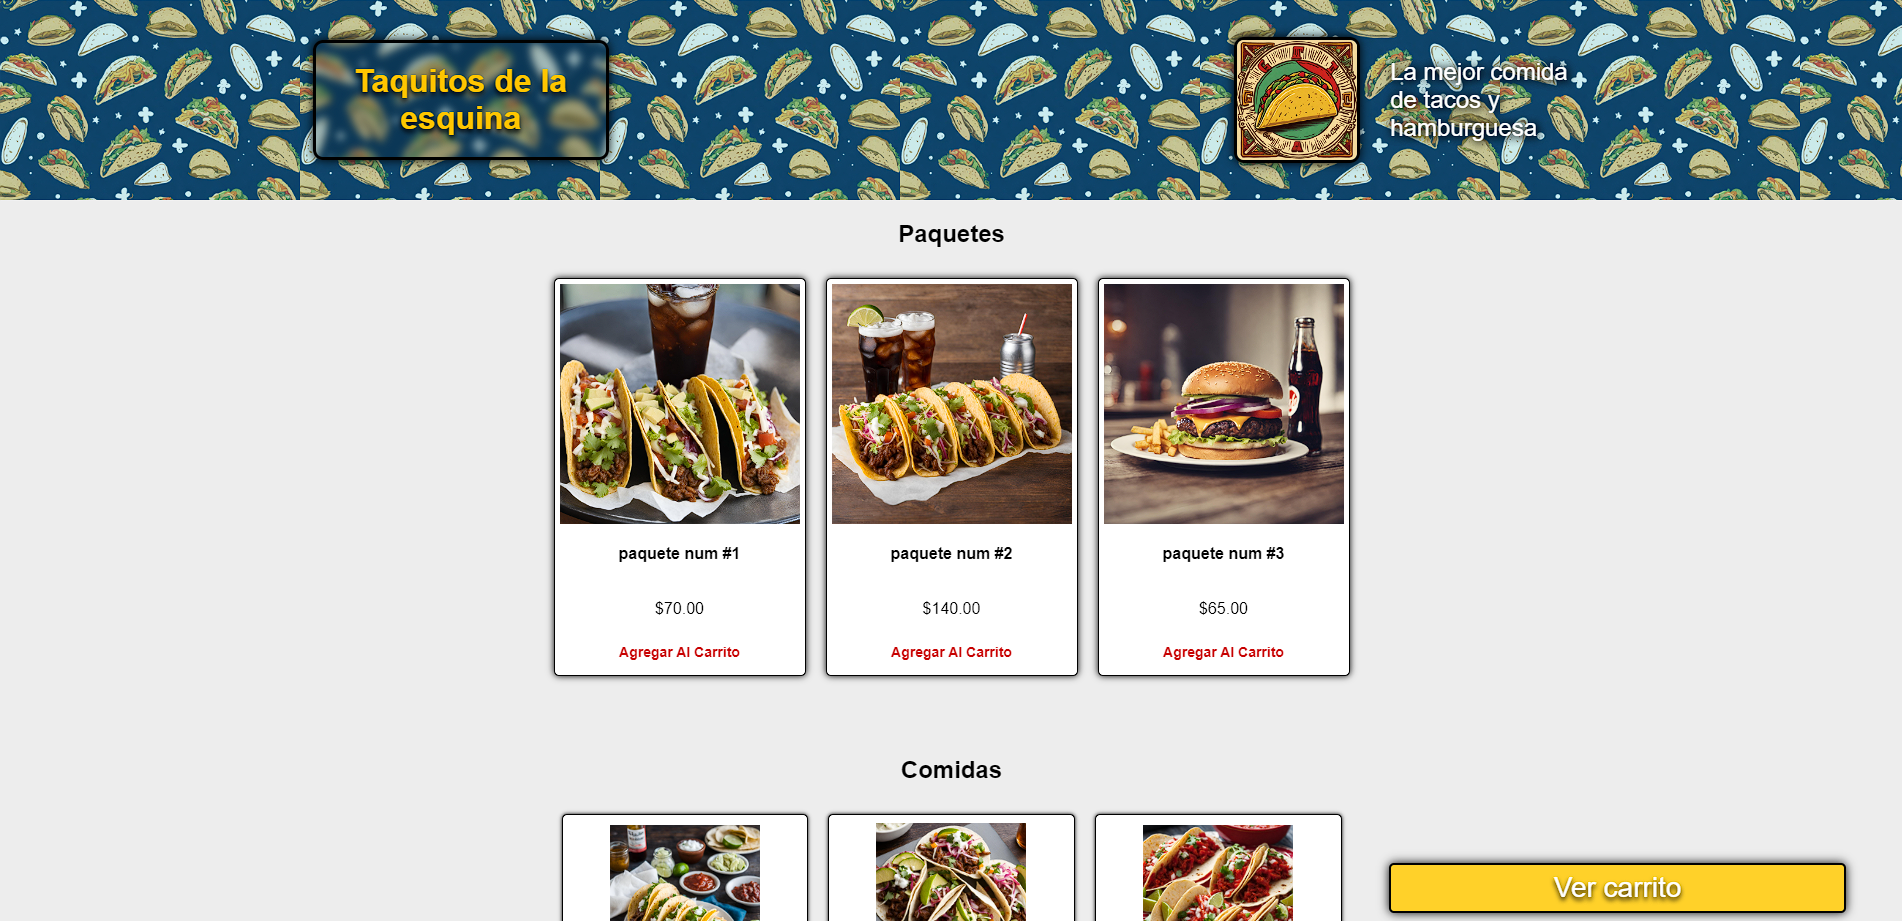 Taquitos de la
esquina
La mejor comida
de tacos y
hamburguesa.
Paquetes
paquete num #1
$70.00
Agregar Al Carrito
paquete num #2
$140.00
Agregar Al Carrito
paquete num #3
$65.00
Agregar Al Carrito
Comidas
Ver carrito